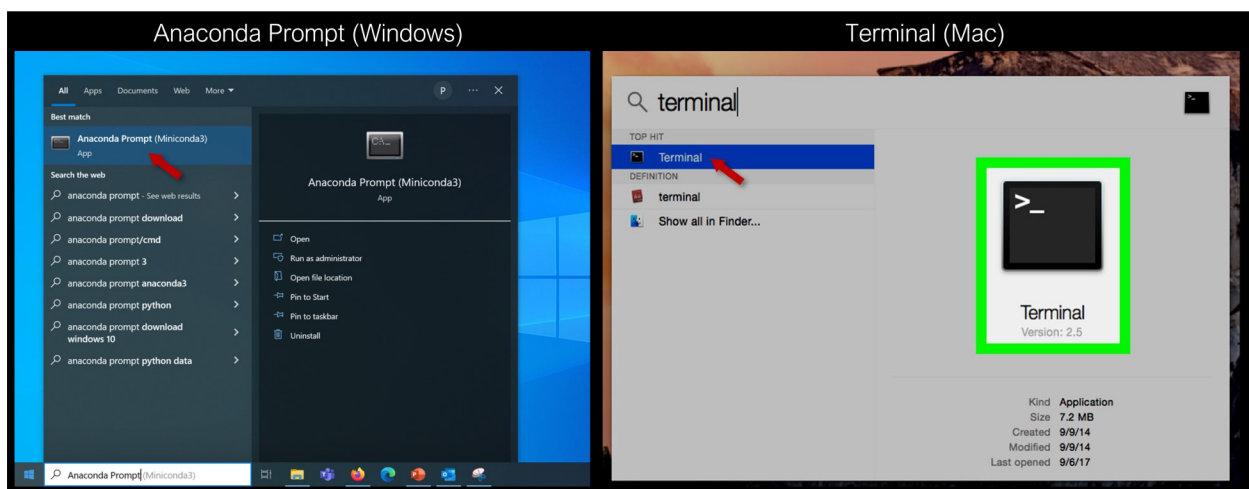 Anaconda Prompt (Windows)
All Apps Documents Web More
P ... ✕
Best match
Anaconda Prompt (Miniconda3)
App
Search the web
anaconda prompt - See web results
anaconda prompt download
anaconda prompt/cmd
anaconda prompt 3
anaconda prompt anaconda3
anaconda prompt python
anaconda prompt download
windows 10
anaconda prompt python data
C:\_
Anaconda Prompt (Miniconda3)
App
Open
Run as administrator
Open file location
Pin to Start
Pin to taskbar
Uninstall
Anaconda Prompt (Miniconda3)
Terminal (Mac)
terminal
TOP HIT
Terminal
DEFINITION
terminal
Show all in Finder...
>_
Terminal
Version: 2.5
Kind Application
Size 7.2 MB
Created 9/9/14
Modified 9/9/14
Last opened 9/6/17